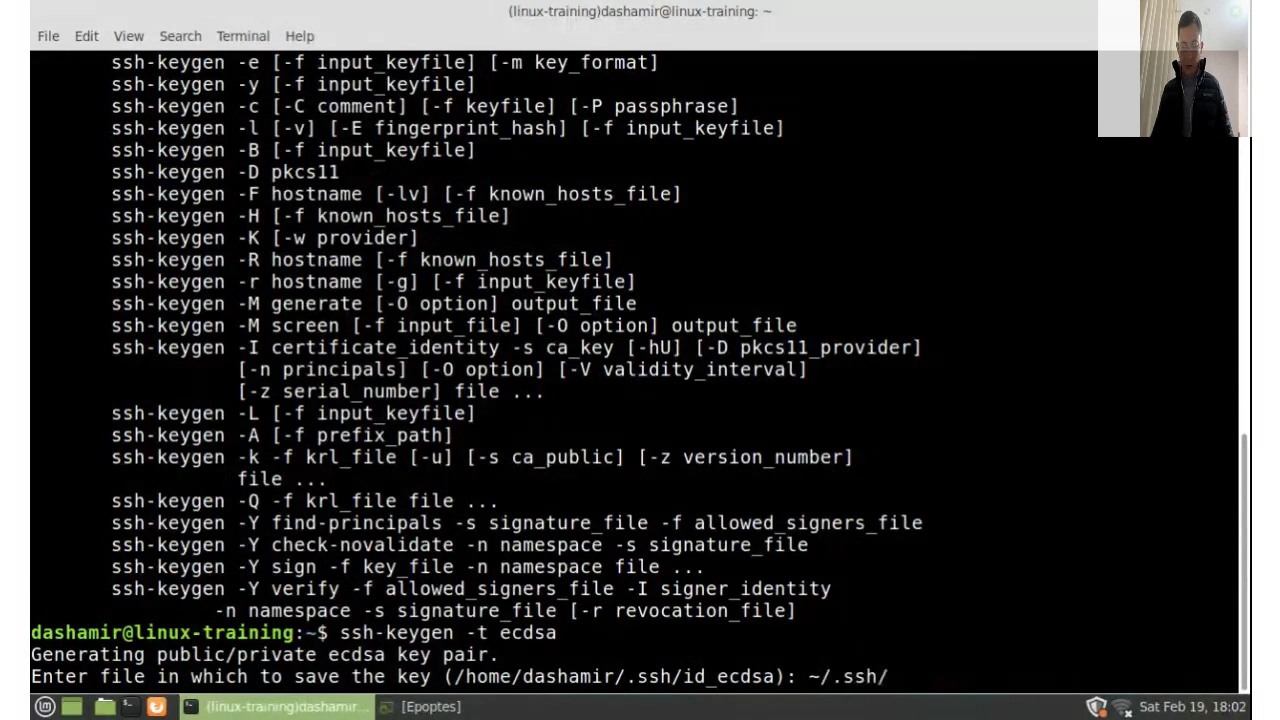 (linux-training)dashamir@linux-training: ~
File Edit View Search Terminal Help
ssh-keygen -e [-f input_keyfile] [-m key_format]
ssh-keygen -y [-f input_keyfile]
ssh-keygen -c [-C comment] [-f keyfile] [-P passphrase]
ssh-keygen -l [-v] [-E fingerprint_hash] [-f input_keyfile]
ssh-keygen -B [-f input_keyfile]
ssh-keygen -D pkcs11
ssh-keygen -F hostname [-lv] [-f known_hosts_file]
ssh-keygen -H [-f known_hosts_file]
ssh-keygen -K [-w provider]
ssh-keygen -R hostname [-f known_hosts_file]
ssh-keygen -r hostname [-g] [-f input_keyfile]
ssh-keygen -M generate [-O option] output_file
ssh-keygen -M screen [-f input_file] [-O option] output_file
ssh-keygen -I certificate_identity -s ca_key [-hU] [-D pkcs11_provider]
[-n principals] [-O option] [-V validity_interval]
[-z serial_number] file ...
ssh-keygen -L [-f input_keyfile]
ssh-keygen -A [-f prefix_path]
ssh-keygen -k -f krl_file [-u] [-s ca_public] [-z version_number]
file ...
ssh-keygen -Q -f krl_file file ...
ssh-keygen -Y find-principals -s signature_file -f allowed_signers_file
ssh-keygen -Y check-novalidate -n namespace -s signature_file
ssh-keygen -Y sign -f key_file -n namespace file ...
ssh-keygen -Y verify -f allowed_signers_file -I signer_identity
-n namespace -s signature_file [-r revocation_file]
dashamir@linux-training:~$ ssh-keygen -t ecdsa
Generating public/private ecdsa key pair.
Enter file in which to save the key (/home/dashamir/.ssh/id_ecdsa): ~/.ssh/
(linux-training)dashamir... [Epoptes] Sat Feb 19, 18:02